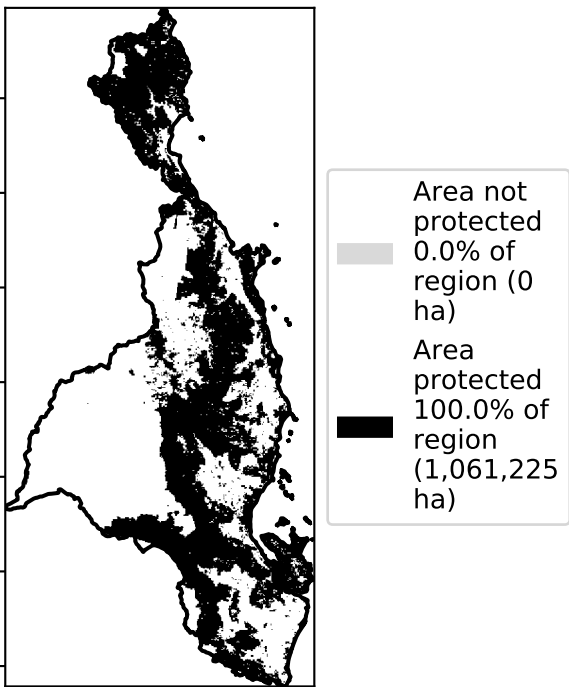 Area not
protected
0.0% of
region (0
ha)
Area
protected
100.0% of
region
(1,061,225
ha)